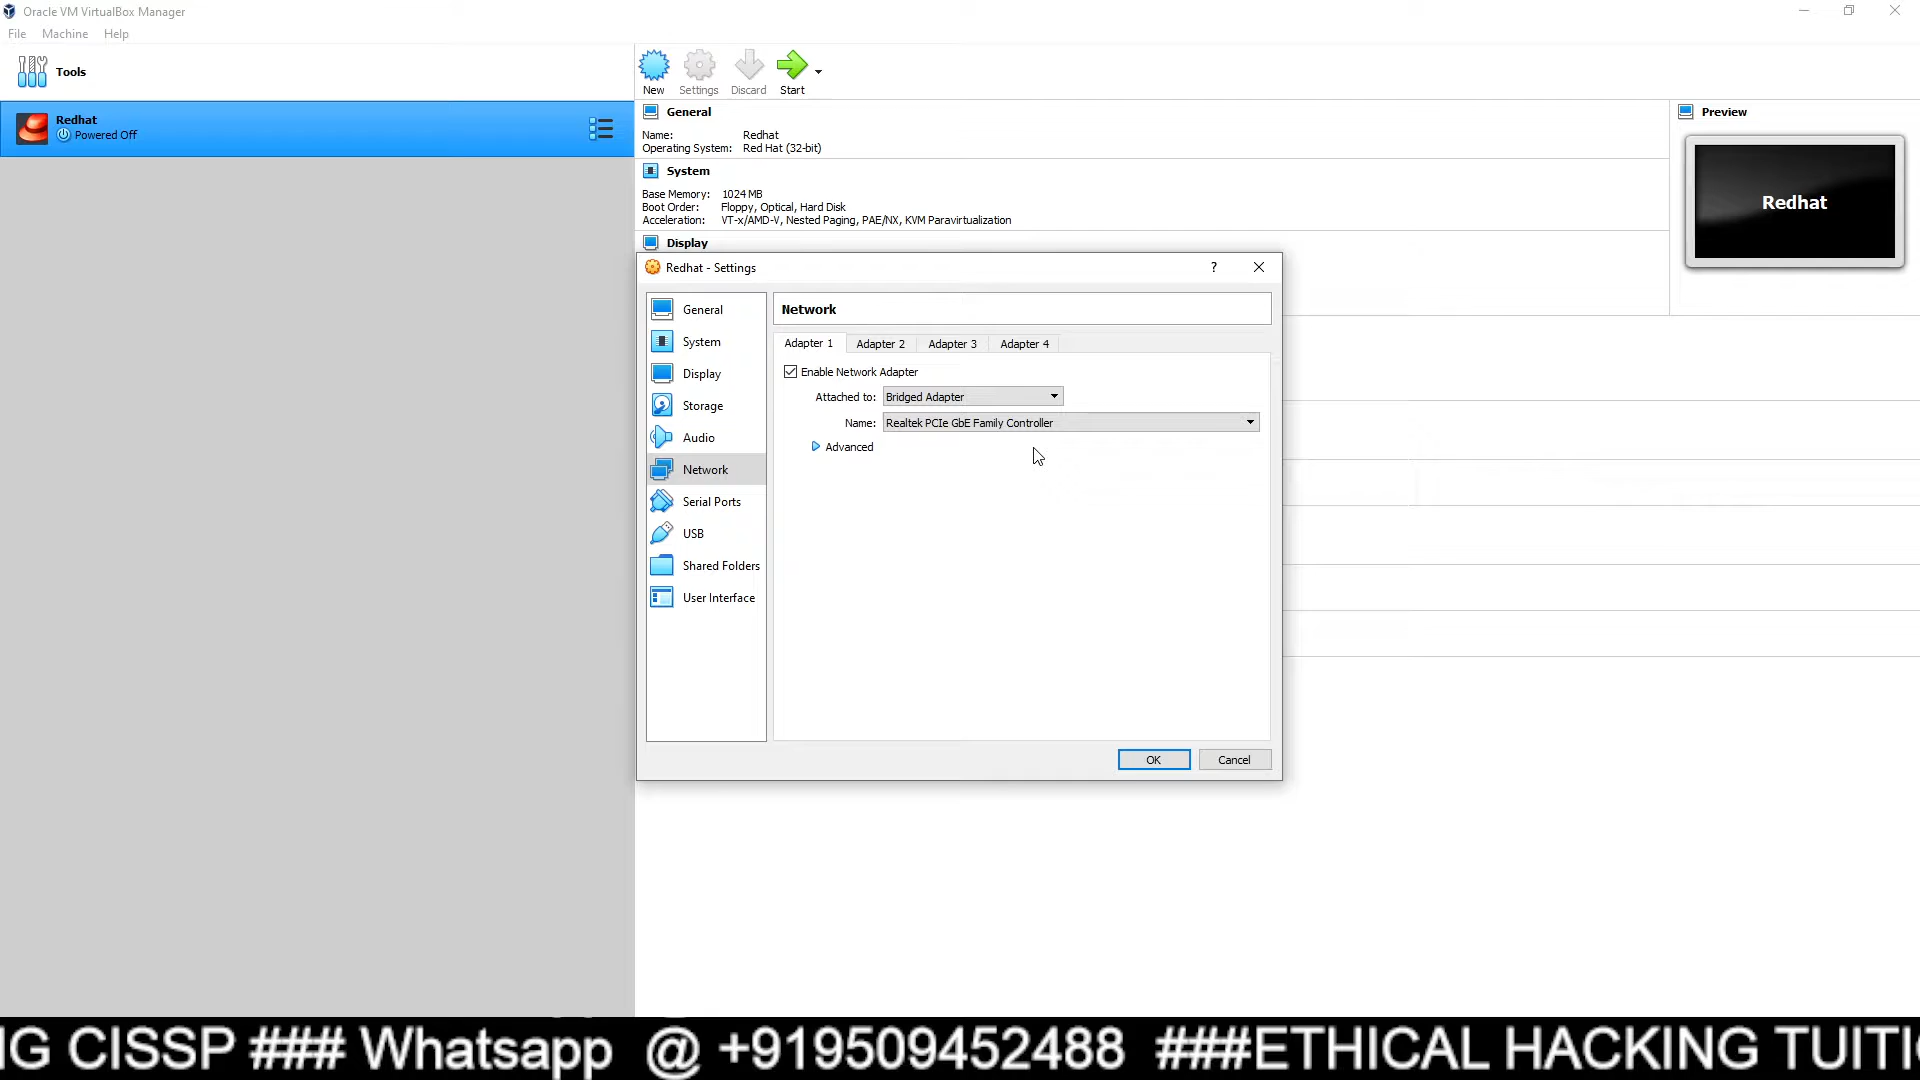 Oracle VM VirtualBox Manager
File Machine Help
Tools
New Settings Discard Start
Redhat
Powered Off
General
Name: Redhat
Operating System: Red Hat (32-bit)
System
Base Memory: 1024 MB
Boot Order: Floppy, Optical, Hard Disk
Acceleration: VT-x/AMD-V, Nested Paging, PAE/NX, KVM Paravirtualization
Display
Preview
Redhat
Redhat - Settings
?
General
System
Display
Storage
Audio
Network
Serial Ports
USB
Shared Folders
User Interface
Network
Adapter 1 Adapter 2 Adapter 3 Adapter 4
Enable Network Adapter
Attached to: Bridged Adapter
Name: Realtek PCIe GbE Family Controller
Advanced
OK Cancel
NG CISSP ### Whatsapp @ +919509452488 ###ETHICAL HACKING TUITI